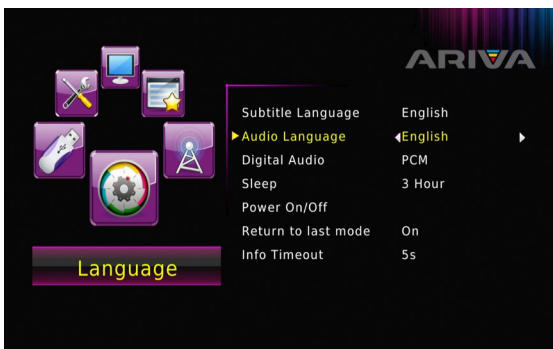 ARIVA
Subtitle Language English
Audio Language English
Digital Audio PCM
Sleep 3 Hour
Power On/Off
Return to last mode On
Info Timeout 5s
Language